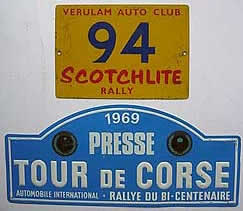 VERULAM AUTO CLUB
94
SCOTCHLITE
RALLY
1969
PRESSE
TOUR DE CORSE
AUTOMOBILE INTERNATIONAL - RALLYE DU BI-CENTENAIRE